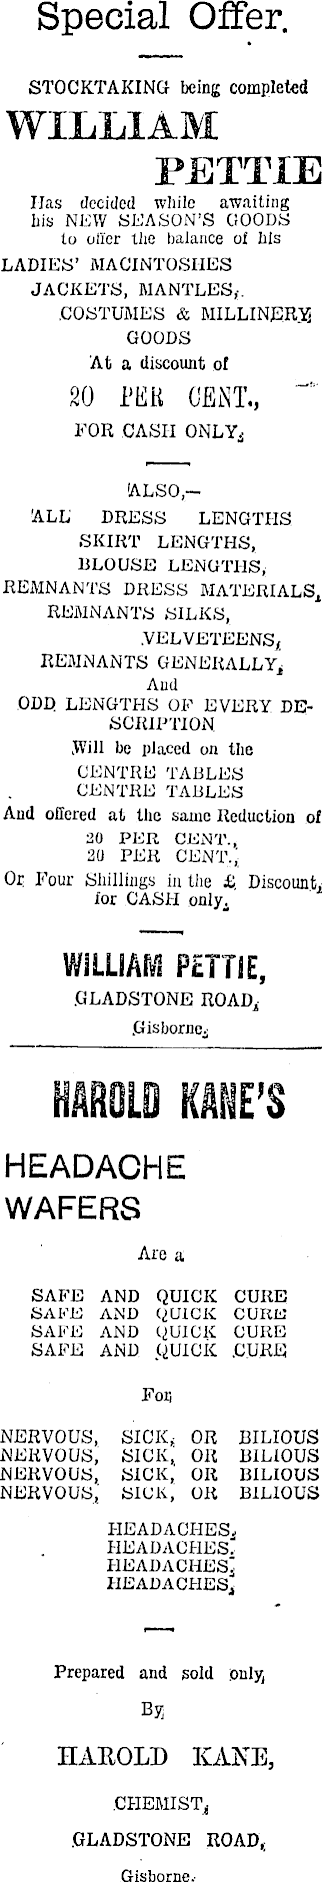 Special Offer.
STOCKTAKING being completed
WILLIAM
PETTIE
Has decided while awaiting
his NEW SEASON'S GOODS
to offer the balance of his
LADIES' MACINTOSHES
JACKETS, MANTLES,
COSTUMES & MILLINERY
GOODS
At a discount of
20 PER CENT.,
FOR CASH ONLY,
ALSO,—
ALL DRESS LENGTHS
SKIRT LENGTHS,
BLOUSE LENGTHS,
REMNANTS DRESS MATERIALS,
REMNANTS SILKS,
VELVETEENS,
REMNANTS GENERALLY,
And
ODD LENGTHS OF EVERY DE-
SCRIPTION
Will be placed on the
CENTRE TABLES
CENTRE TABLES
And offered at the same Reduction of
20 PER CENT.,
20 PER CENT.,
Or Four Shillings in the £ Discount,
for CASH only.
WILLIAM PETTIE,
GLADSTONE ROAD,
Gisborne.
HAROLD KANE'S
HEADACHE
WAFERS
Are a
SAFE AND QUICK CURE
SAFE AND QUICK CURE
SAFE AND QUICK CURE
SAFE AND QUICK CURE
For
NERVOUS, SICK, OR BILIOUS
NERVOUS, SICK, OR BILIOUS
NERVOUS, SICK, OR BILIOUS
NERVOUS, SICK, OR BILIOUS
HEADACHES,
HEADACHES.
HEADACHES,
HEADACHES,
Prepared and sold only
By
HAROLD KANE,
CHEMIST,
GLADSTONE ROAD,
Gisborne.